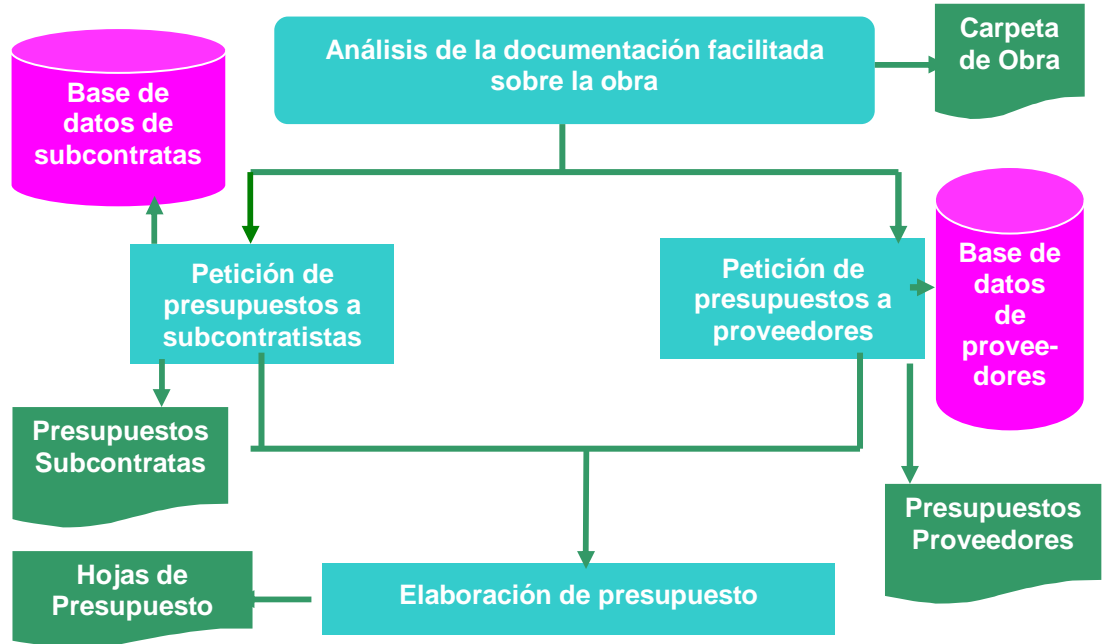 Análisis de la documentación facilitada
sobre la obra
Carpeta
de Obra
Base de
datos de
subcontratas
Petición de
presupuestos a
subcontratistas
Petición de
presupuestos a
proveedores
Base de
datos
de
provee-
dores
Presupuestos
Subcontratas
Presupuestos
Proveedores
Hojas de
Presupuesto
Elaboración de presupuesto